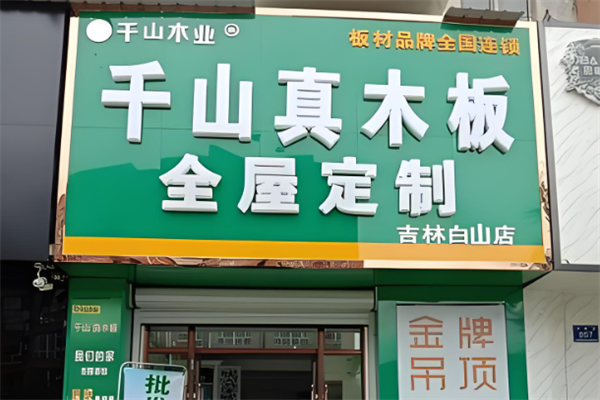 千山木业
板材品牌全国连锁
千山真木板
全屋定制
吉林白山店
金牌
吊顶
批